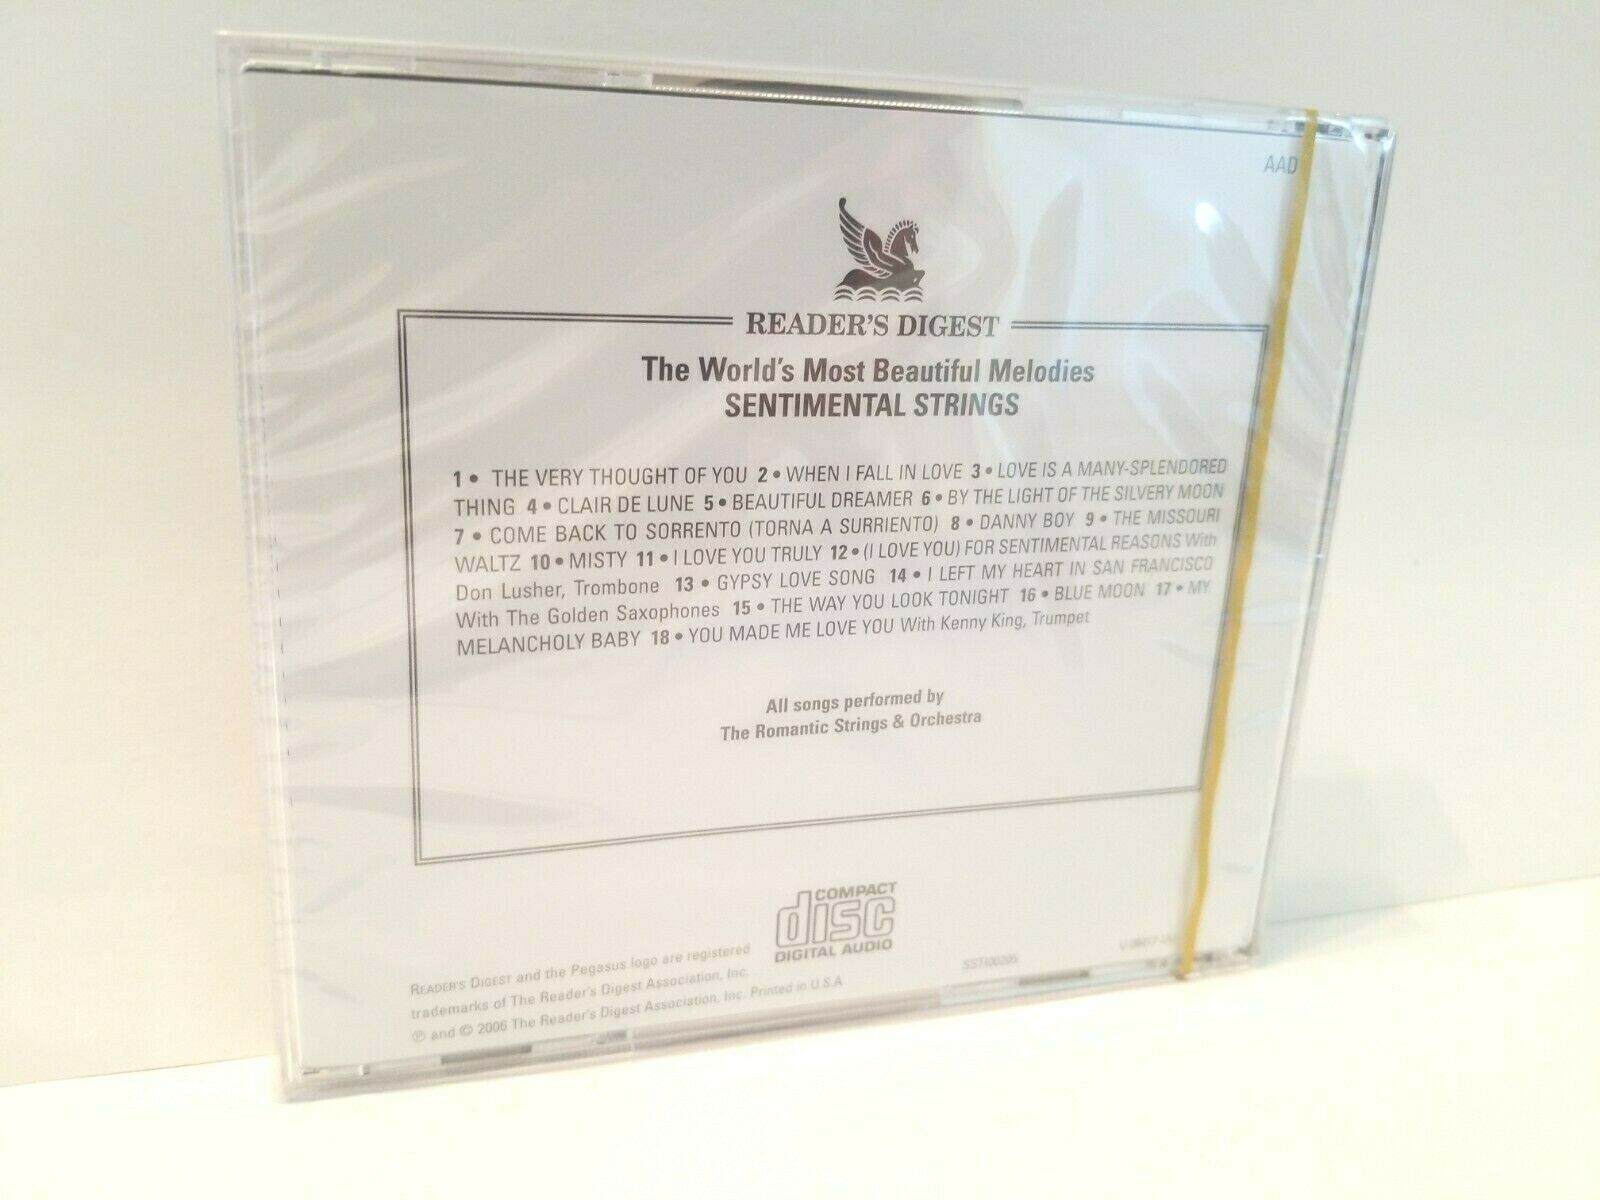 AAD
READER'S DIGEST
The World's Most Beautiful Melodies
SENTIMENTAL STRINGS
1 • THE VERY THOUGHT OF YOU 2 • WHEN I FALL IN LOVE 3 • LOVE IS A MANY-SPLENDORED
THING 4 • CLAIR DE LUNE 5 • BEAUTIFUL DREAMER 6 • BY THE LIGHT OF THE SILVERY MOON
7 • COME BACK TO SORRENTO (TORNA A SURRIENTO) 8 • DANNY BOY 9 • THE MISSOURI
WALTZ 10 • MISTY 11 • I LOVE YOU TRULY 12 • (I LOVE YOU) FOR SENTIMENTAL REASONS With
Don Lusher, Trombone 13 • GYPSY LOVE SONG 14 • I LEFT MY HEART IN SAN FRANCISCO
With The Golden Saxophones 15 • THE WAY YOU LOOK TONIGHT 16 • BLUE MOON 17 • MY
MELANCHOLY BABY 18 • YOU MADE ME LOVE YOU With Kenny King, Trumpet
All songs performed by
The Romantic Strings & Orchestra
COMPACT
disc
DIGITAL AUDIO
READER'S DIGEST and the Pegasus logo are registered
trademarks of The Reader's Digest Association, Inc.
℗ and © 2006 The Reader's Digest Association, Inc. Printed in U.S.A